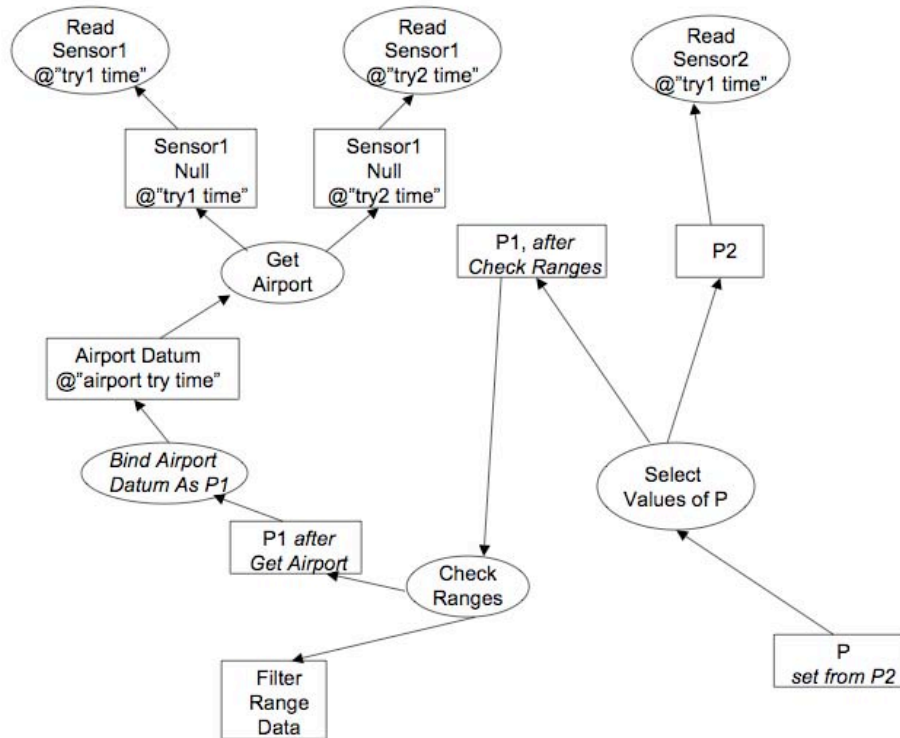 Read
Sensor1
@"try1 time"
Read
Sensor1
@"try2 time"
Read
Sensor2
@"try1 time"
Sensor1
Null
@"try1 time"
Sensor1
Null
@"try2 time"
P1, after
Check Ranges
P2
Get
Airport
Airport Datum
@"airport try time"
Bind Airport
Datum As P1
Select
Values of P
P1 after
Get Airport
Check
Ranges
P
set from P2
Filter
Range
Data